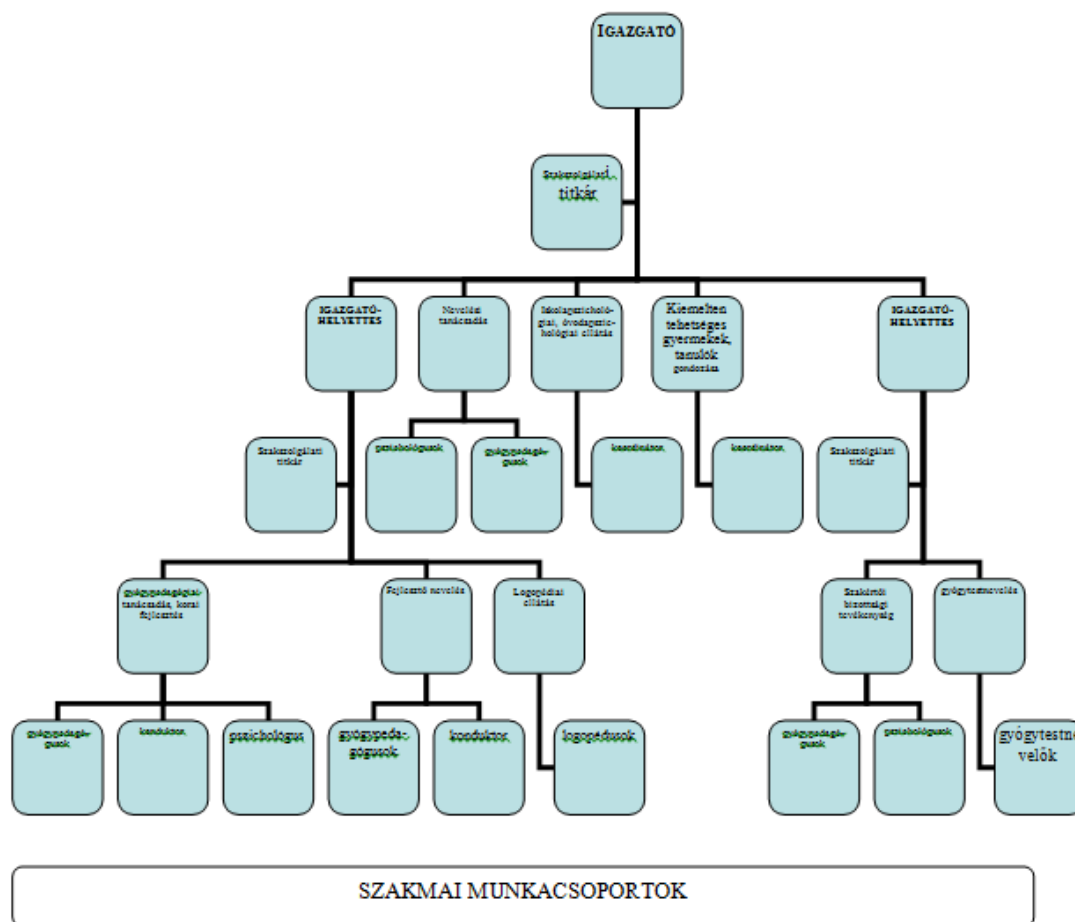 IGAZGATÓ
Szakszolgálati
titkár
IGAZGATÓ-
HELYETTES
Nevelési
tanácsadás
Iskolapszicholó-
giai, óvodapszic-
hológiai ellátás
Kiemelten
tehetséges
gyermekek,
tanulók
gondozása
IGAZGATÓ-
HELYETTES
Szakszolgálati
titkár
pszichológusok
gyógypedagó-
gusok
koordinátor
koordinátor
Szakszolgálati
titkár
gyógypedagógiai
tanácsadás, korai
fejlesztés
Fejlesztő nevelés
Logopédiai
ellátás
Szakértői
bizottsági
tevékenység
gyógytestnevelés
gyógypedagó-
gusok
konduktor
pszichológus
gyógypeda-
gógusok
konduktor
logopédusok
gyógypedagó-
gusok
pszichológusok
gyógytestne
velők
SZAKMAI MUNKACSOPORTOK